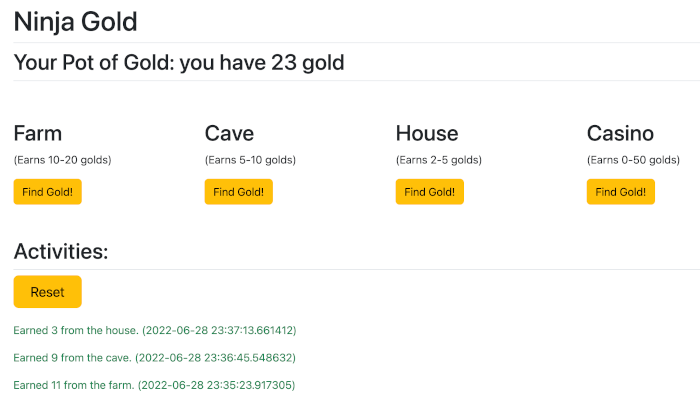 Ninja Gold
Your Pot of Gold: you have 23 gold
Farm
(Earns 10-20 golds)
Find Gold!
Cave
(Earns 5-10 golds)
Find Gold!
House
(Earns 2-5 golds)
Find Gold!
Casino
(Earns 0-50 golds)
Find Gold!
Activities:
Reset
Earned 3 from the house. (2022-06-28 23:37:13.661412)
Earned 9 from the cave. (2022-06-28 23:36:45.548632)
Earned 11 from the farm. (2022-06-28 23:35:23.917305)